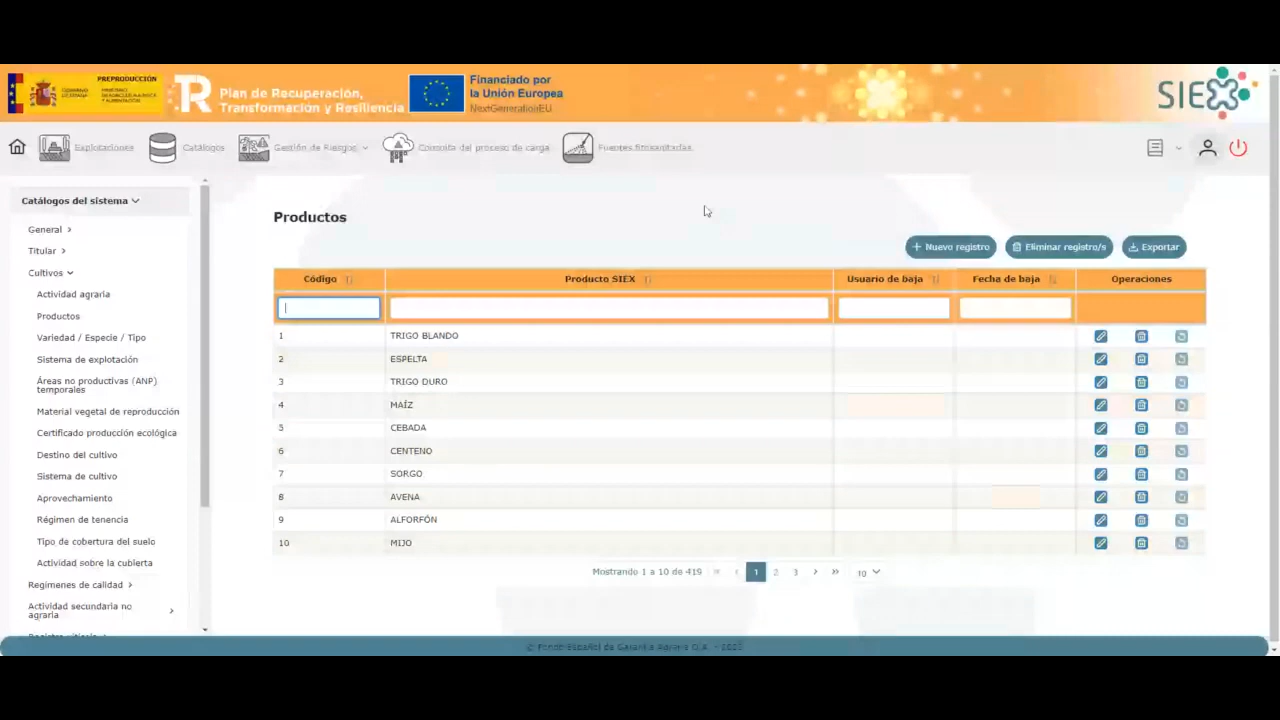 PREPRODUCCIÓN
Plan de Recuperación,
Transformación y Resiliencia
Financiado por
la Unión Europea
NextGenerationEU
SIEX
Explotaciones
Catálogos
Gestión de Riesgos
Consulta del proceso de carga
Fuentes fitosanitarias
Catálogos del sistema
General
Titular
Cultivos
Actividad agraria
Productos
Variedad / Especie / Tipo
Sistema de explotación
Áreas no productivas (ANP)
temporales
Material vegetal de reproducción
Certificado producción ecológica
Destino del cultivo
Sistema de cultivo
Aprovechamiento
Régimen de tenencia
Tipo de cobertura del suelo
Actividad sobre la cubierta
Regímenes de calidad
Actividad secundaria no
agraria
Productos
+ Nuevo registro
Eliminar registro/s
Exportar
Código Producto SIEX Usuario de baja Fecha de baja Operaciones
1 TRIGO BLANDO
2 ESPELTA
3 TRIGO DURO
4 MAÍZ
5 CEBADA
6 CENTENO
7 SORGO
8 AVENA
9 ALFORFÓN
10 MIJO
Mostrando 1 a 10 de 419 « ‹ 1 2 3 › » 10
© Fondo Español de Garantía Agraria O.A.